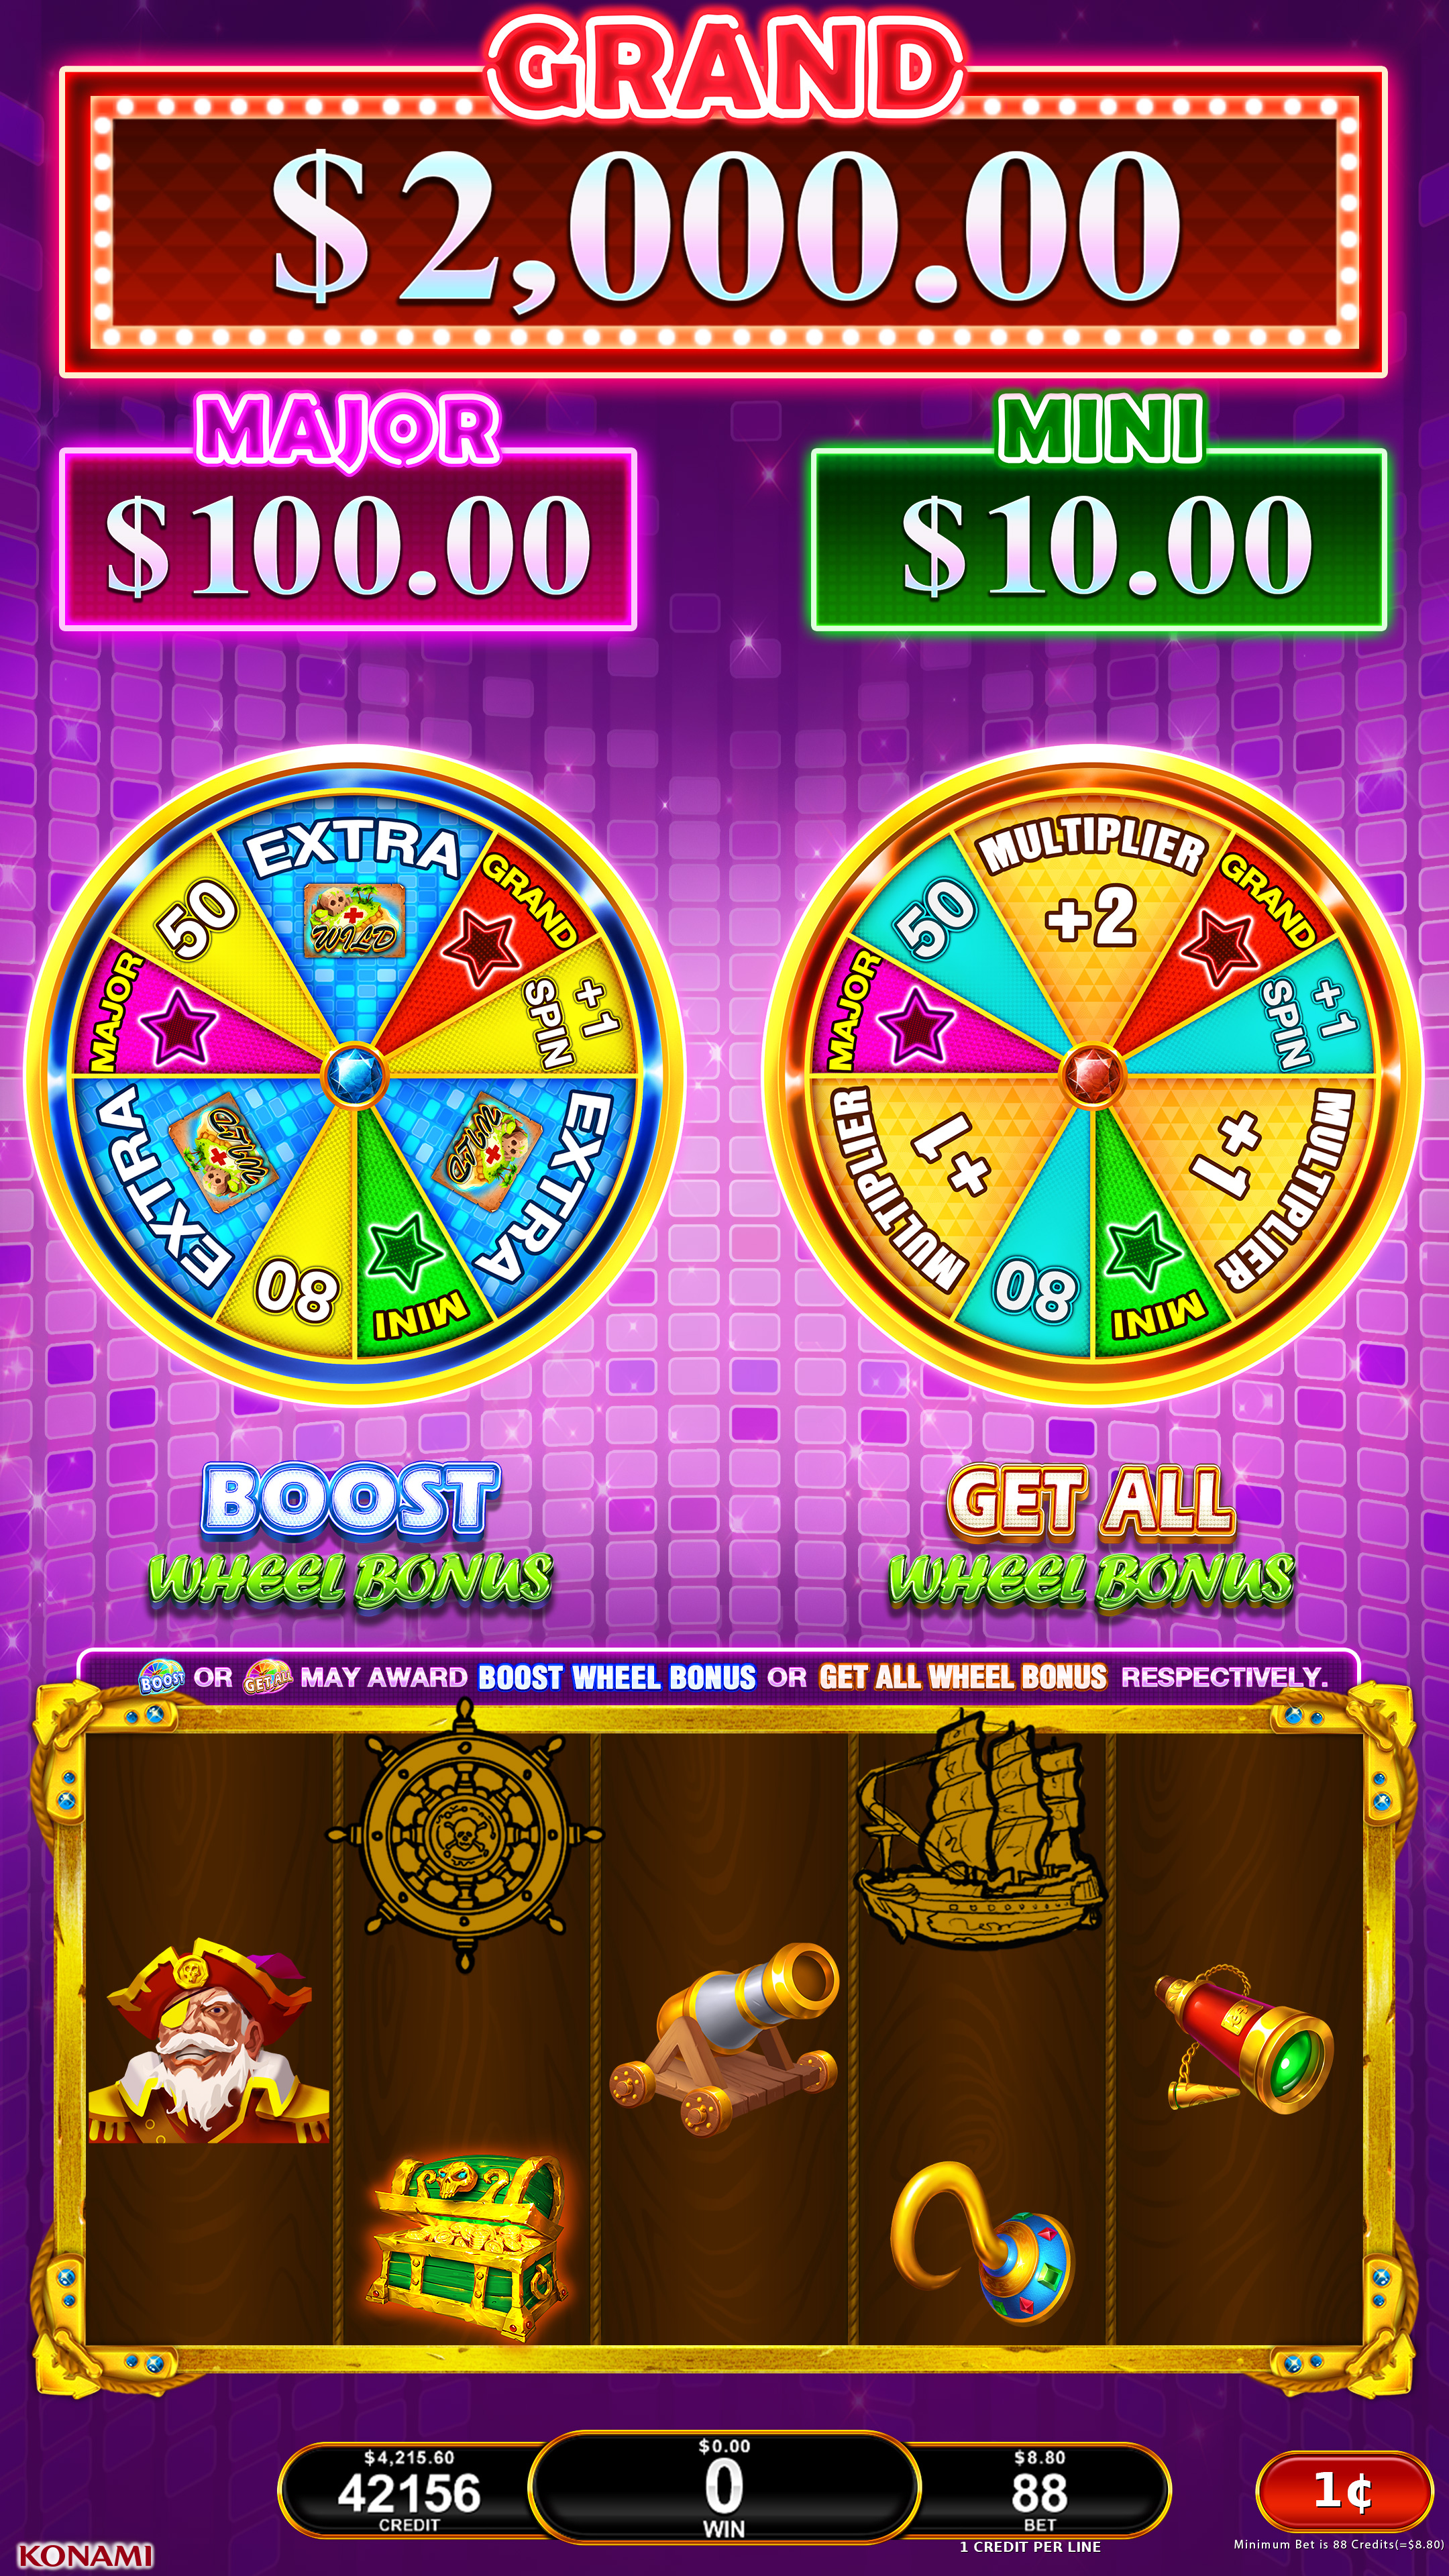 GRAND
$2,000.00
MAJOR
MINI
$100.00
$10.00
EXTRA
WILD
GRAND
+1
SPIN
EXTRA
WILD
MINI
80
EXTRA
WILD
MAJOR
50
MULTIPLIER
+2
GRAND
+1
SPIN
MULTIPLIER
+1
MINI
80
MULTIPLIER
+1
MAJOR
50
BOOST
WHEEL BONUS
GET ALL
WHEEL BONUS
BOOST OR GET ALL MAY AWARD BOOST WHEEL BONUS OR GET ALL WHEEL BONUS RESPECTIVELY.
$4,215.60
42156
CREDIT
$0.00
0
WIN
$8.80
88
BET
1 CREDIT PER LINE
1¢
Minimum Bet is 88 Credits(=$8.80)
KONAMI